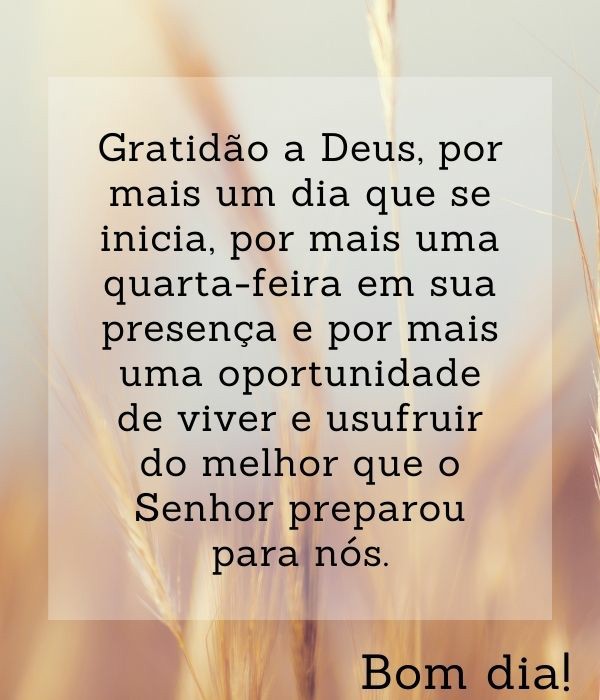 Gratidão a Deus, por
mais um dia que se
inicia, por mais uma
quarta-feira em sua
presença e por mais
uma oportunidade
de viver e usufruir
do melhor que o
Senhor preparou
para nós.
Bom dia!